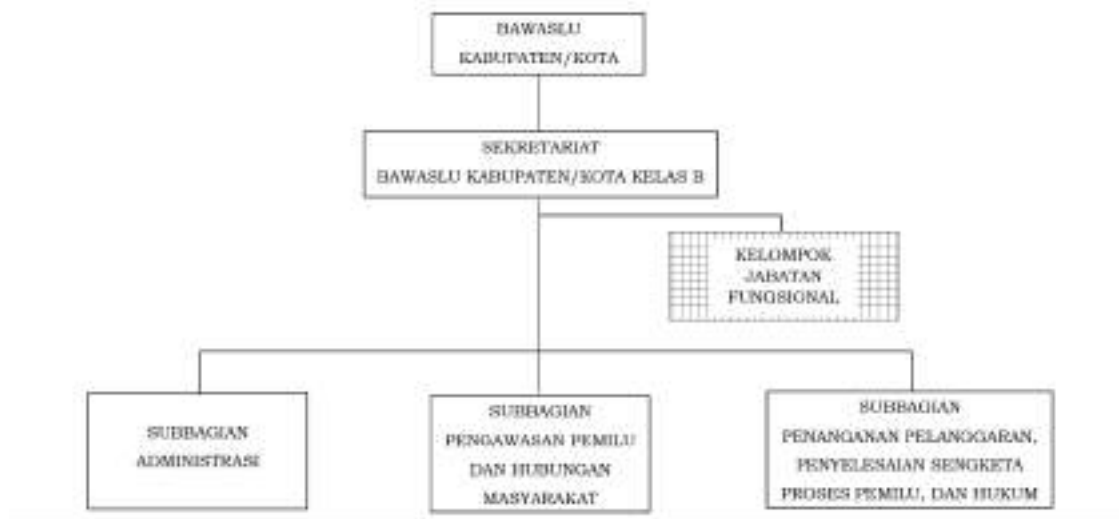 BAWASLU
KABUPATEN/KOTA
SEKRETARIAT
BAWASLU KABUPATEN/KOTA KELAS B
KELOMPOK
JABATAN
FUNGSIONAL
SUBBAGIAN
ADMINISTRASI
SUBBAGIAN
PENGAWASAN PEMILU
DAN HUBUNGAN
MASYARAKAT
SUBBAGIAN
PENANGANAN PELANGGARAN,
PENYELESAIAN SENGKETA
PROSES PEMILU, DAN HUKUM